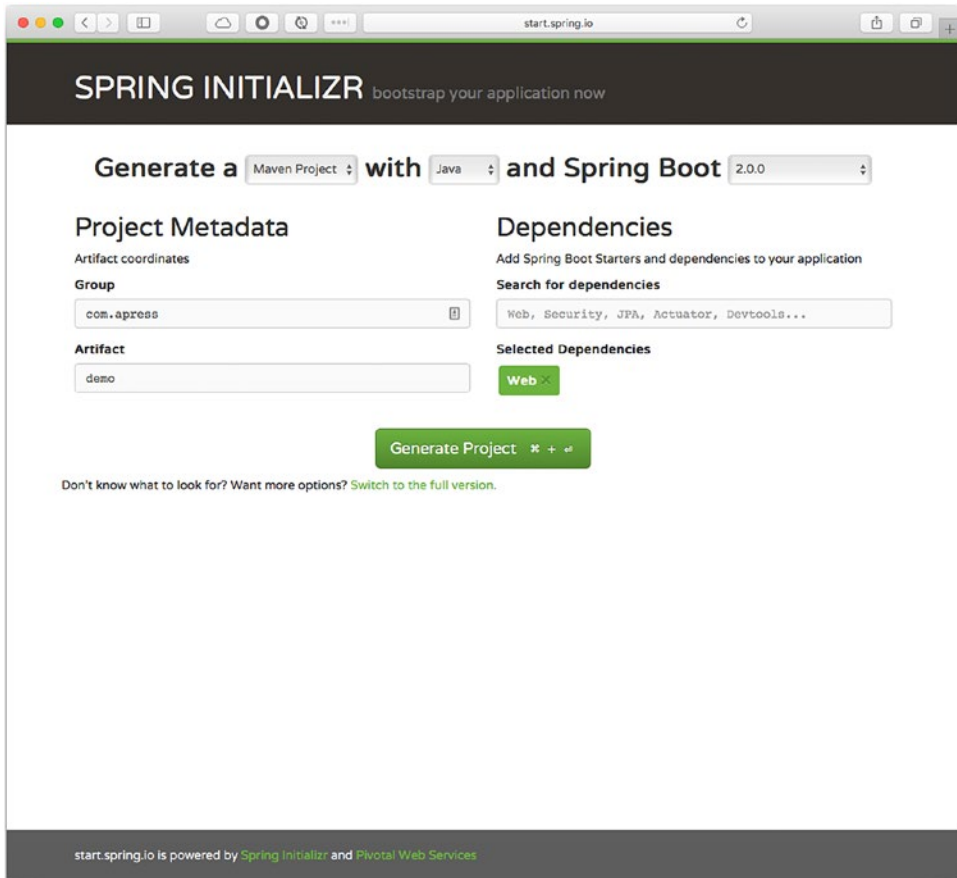 start.spring.io
SPRING INITIALIZR bootstrap your application now
Generate a Maven Project with Java and Spring Boot 2.0.0
Project Metadata
Artifact coordinates
Group
com.apress
Artifact
demo
Dependencies
Add Spring Boot Starters and dependencies to your application
Search for dependencies
Web, Security, JPA, Actuator, Devtools...
Selected Dependencies
Web ×
Generate Project ⌘ + ⏎
Don't know what to look for? Want more options? Switch to the full version.
start.spring.io is powered by Spring Initializr and Pivotal Web Services